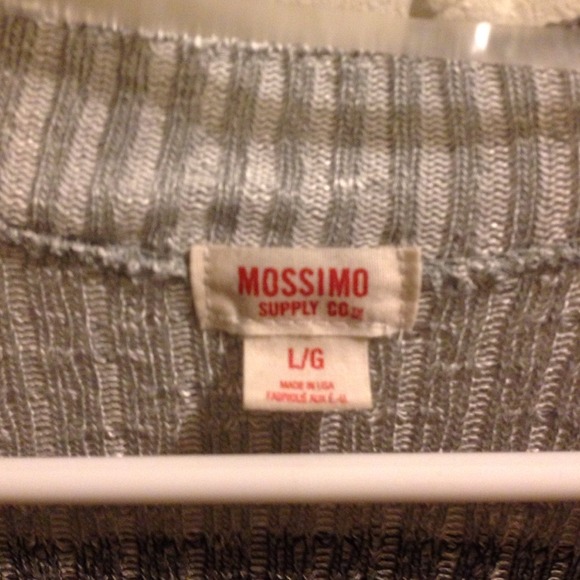 MOSSIMO
SUPPLY CO.
L/G
MADE IN USA
FABRIQUÉ AUX É.-U.